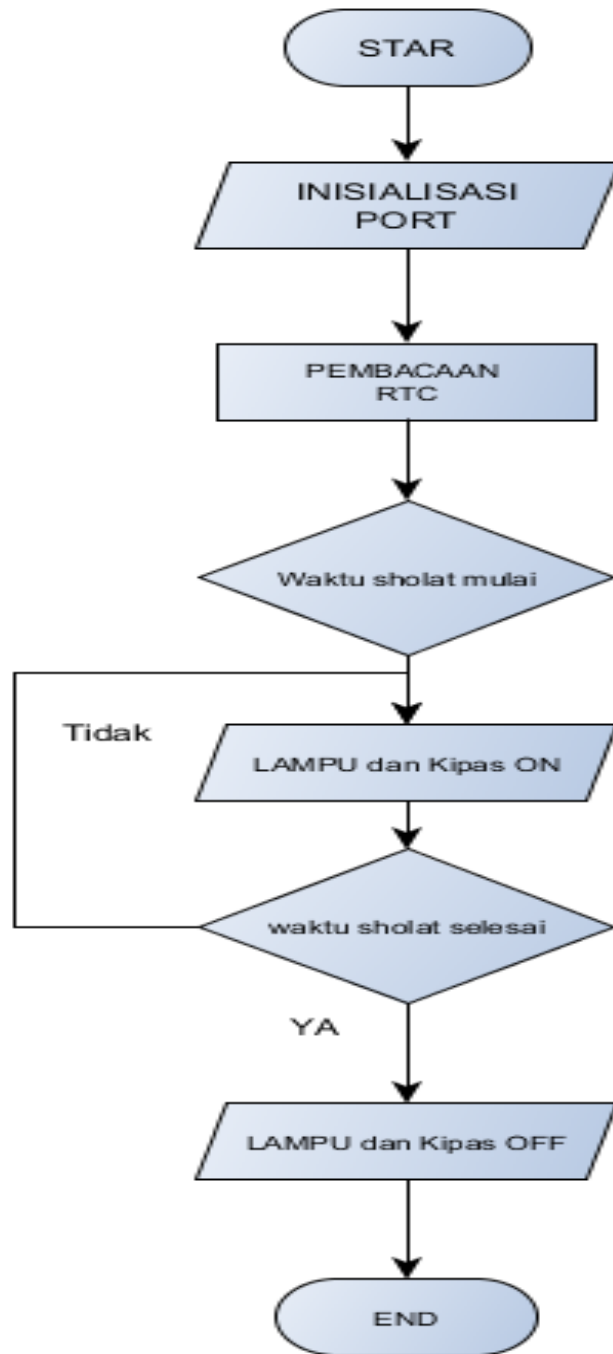 STAR
INISIALISASI
PORT
PEMBACAAN
RTC
Waktu sholat mulai
Tidak
LAMPU dan Kipas ON
waktu sholat selesai
YA
LAMPU dan Kipas OFF
END